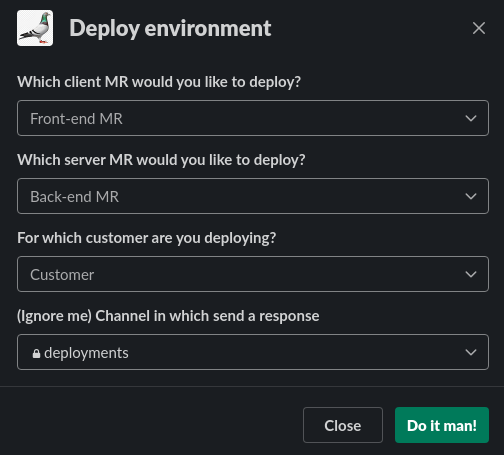 Deploy environment
Which client MR would you like to deploy?
Front-end MR
Which server MR would you like to deploy?
Back-end MR
For which customer are you deploying?
Customer
(Ignore me) Channel in which send a response
deployments
Close
Do it man!